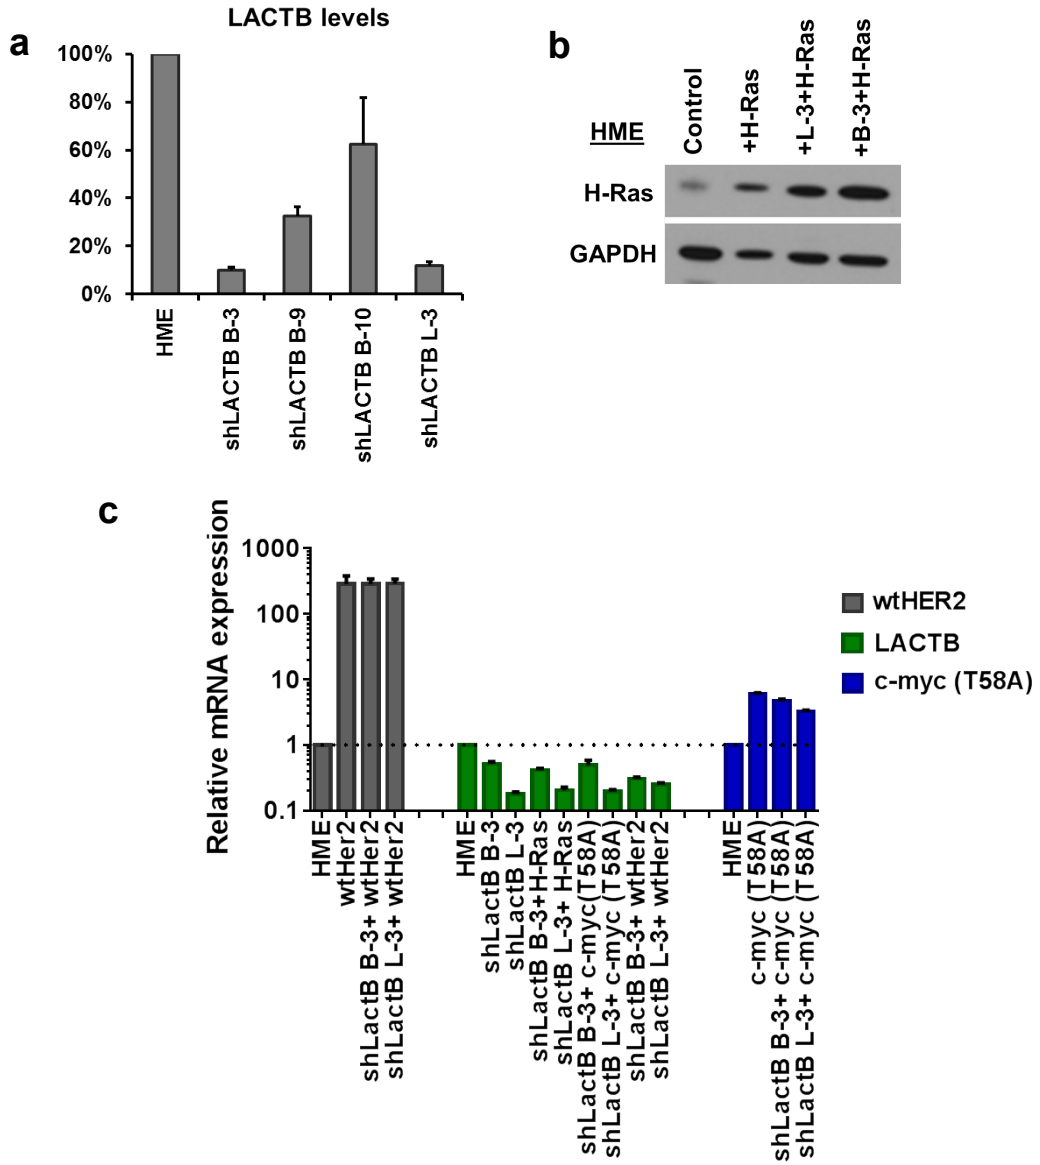 a
LACTB levels
100%
80%
60%
40%
20%
0%
HME
shLACTB B-3
shLACTB B-9
shLACTB B-10
shLACTB L-3
b
HME
Control
+H-Ras
+L-3+H-Ras
+B-3+H-Ras
H-Ras
GAPDH
c
Relative mRNA expression
1000
100
10
1
0.1
HME
wtHer2
shLactB B-3+ wtHer2
shLactB L-3+ wtHer2
HME
shLactB B-3
shLactB L-3
shLactB B-3+H-Ras
shLactB L-3+ H-Ras
shLactB B-3+ c-myc(T58A)
shLactB L-3+ c-myc (T58A)
shLactB B-3+ wtHer2
shLactB L-3+ wtHer2
HME
c-myc (T58A)
shLactB B-3+ c-myc (T58A)
shLactB L-3+ c-myc (T58A)
wtHER2
LACTB
c-myc (T58A)